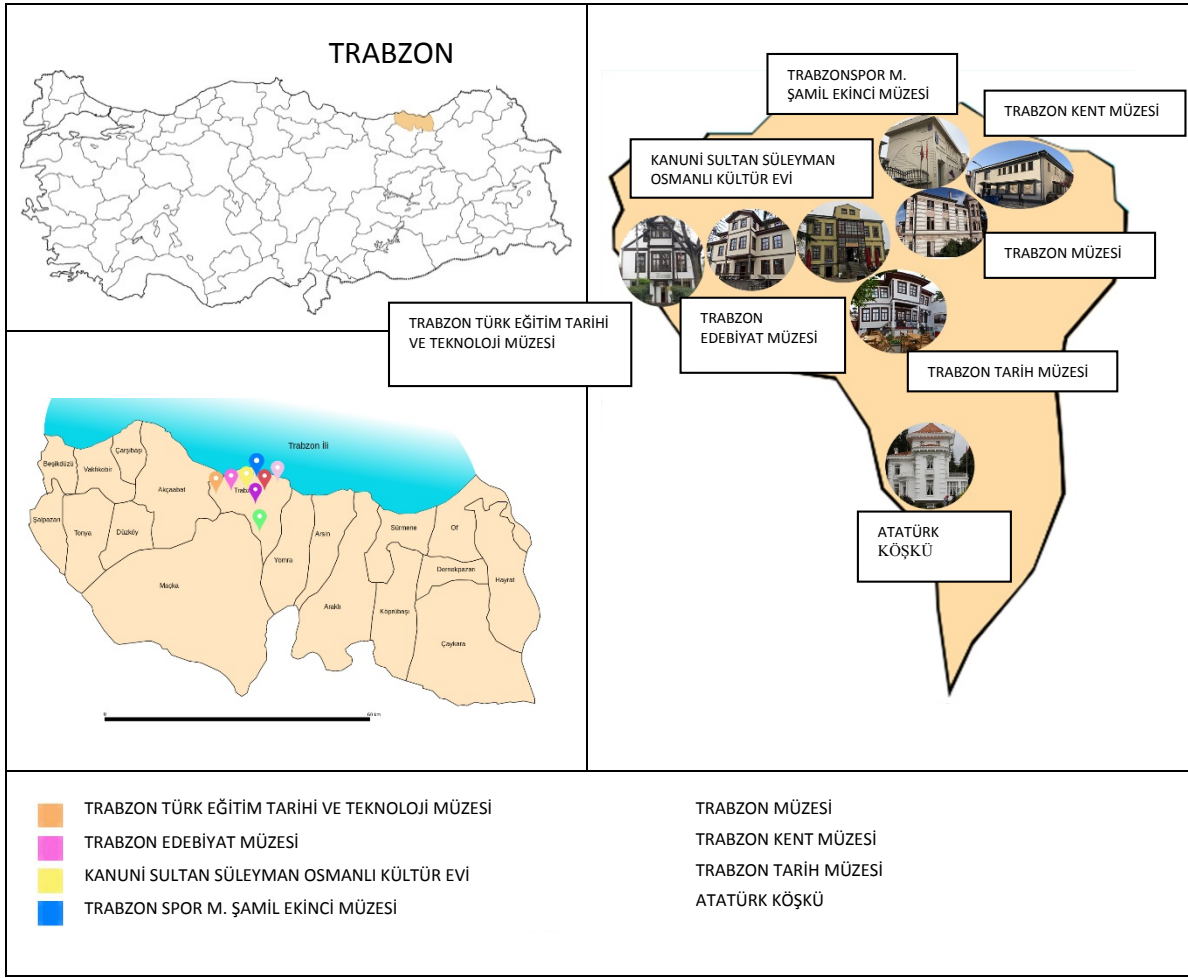 TRABZON
TRABZONSPOR M.
ŞAMİL EKİNCİ MÜZESİ
TRABZON KENT MÜZESİ
KANUNİ SULTAN SÜLEYMAN
OSMANLI KÜLTÜR EVİ
TRABZON MÜZESİ
TRABZON TÜRK EĞİTİM TARİHİ
VE TEKNOLOJİ MÜZESİ
TRABZON
EDEBİYAT MÜZESİ
TRABZON TARİH MÜZESİ
ATATÜRK
KÖŞKÜ
Trabzon İli
Beşikdüzü
Vakfıkebir
Çarşıbaşı
Akçaabat
Şalpazarı
Tonya
Düzköy
Maçka
Yomra
Arsin
Araklı
Sürmene
Köprübaşı
Of
Dernekpazarı
Hayrat
Çaykara
0
60 km
TRABZON TÜRK EĞİTİM TARİHİ VE TEKNOLOJİ MÜZESİ
TRABZON EDEBİYAT MÜZESİ
KANUNİ SULTAN SÜLEYMAN OSMANLI KÜLTÜR EVİ
TRABZON SPOR M. ŞAMİL EKİNCİ MÜZESİ
TRABZON MÜZESİ
TRABZON KENT MÜZESİ
TRABZON TARİH MÜZESİ
ATATÜRK KÖŞKÜ